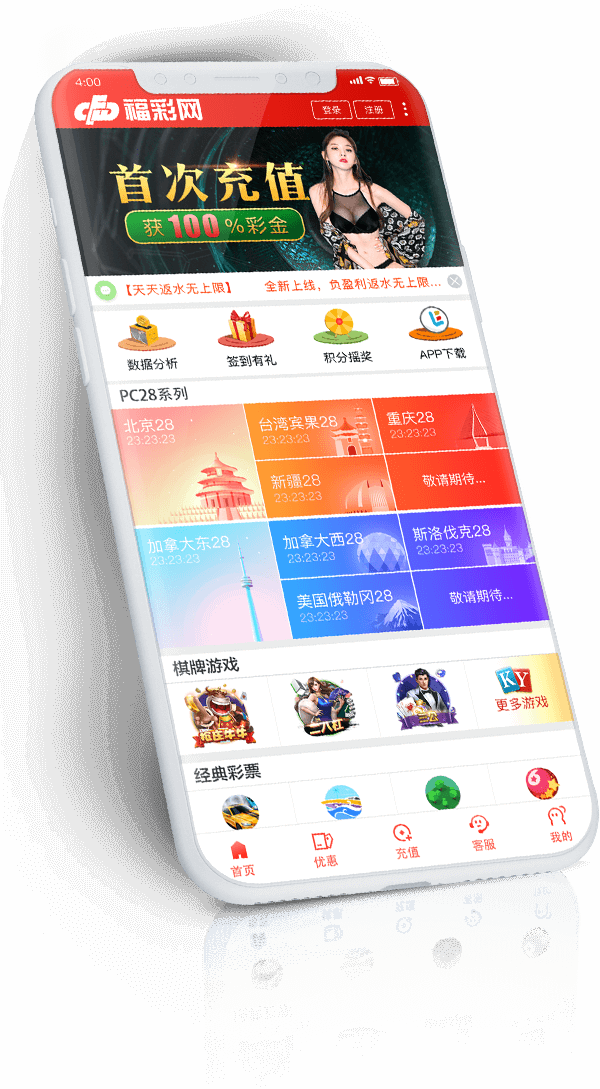 4:00
福彩网
登录
注册
首次充值
获100%彩金
【天天返水无上限】 全新上线，负盈利返水无上限...
数据分析
签到有礼
积分摇奖
APP下载
PC28系列
北京28
23:23:23
台湾宾果28
23:23:23
重庆28
23:23:23
新疆28
23:23:23
敬请期待...
加拿大东28
23:23:23
加拿大西28
23:23:23
斯洛伐克28
23:23:23
美国俄勒冈28
23:23:23
敬请期待...
棋牌游戏
抢庄牛牛
二八杠
三公
KY
更多游戏
经典彩票
首页
优惠
充值
客服
我的